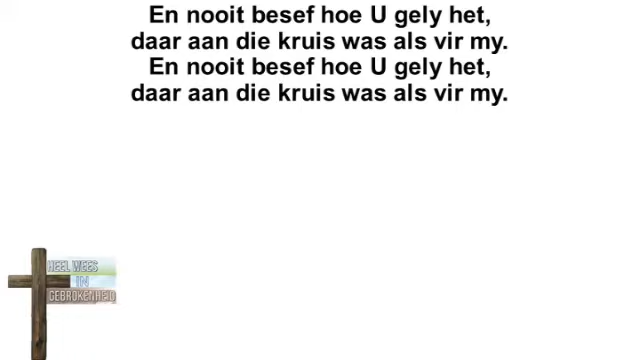 En nooit besef hoe U gely het,
daar aan die kruis was als vir my.
En nooit besef hoe U gely het,
daar aan die kruis was als vir my.
HEEL WEES
IN
GEBROKENHEID